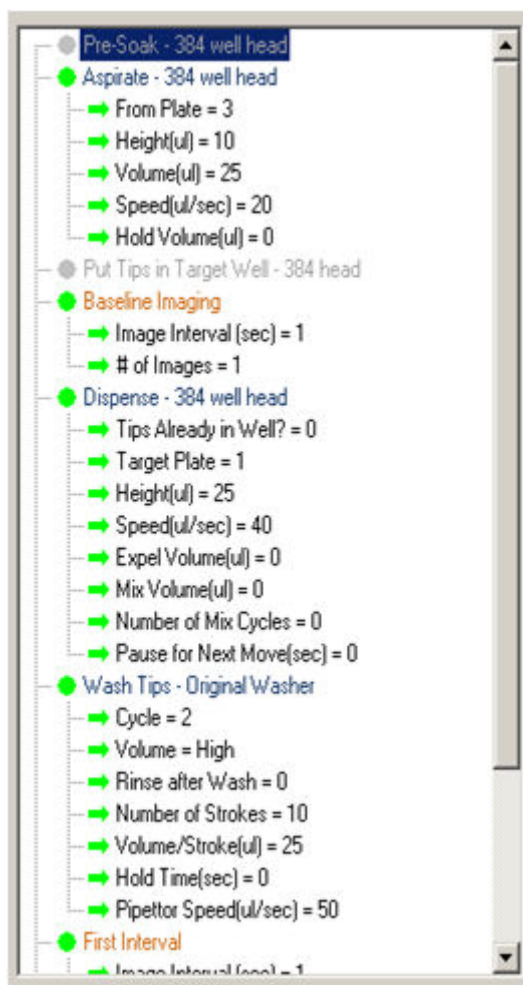 Pre-Soak - 384 well head
Aspirate - 384 well head
From Plate = 3
Height(ul) = 10
Volume(ul) = 25
Speed(ul/sec) = 20
Hold Volume(ul) = 0
Put Tips in Target Well - 384 head
Baseline Imaging
Image Interval (sec) = 1
# of Images = 1
Dispense - 384 well head
Tips Already in Well? = 0
Target Plate = 1
Height(ul) = 25
Speed(ul/sec) = 40
Expel Volume(ul) = 0
Mix Volume(ul) = 0
Number of Mix Cycles = 0
Pause for Next Move(sec) = 0
Wash Tips - Original Washer
Cycle = 2
Volume = High
Rinse after Wash = 0
Number of Strokes = 10
Volume/Stroke(ul) = 25
Hold Time(sec) = 0
Pipettor Speed(ul/sec) = 50
First Interval
Image Interval (sec) = 1